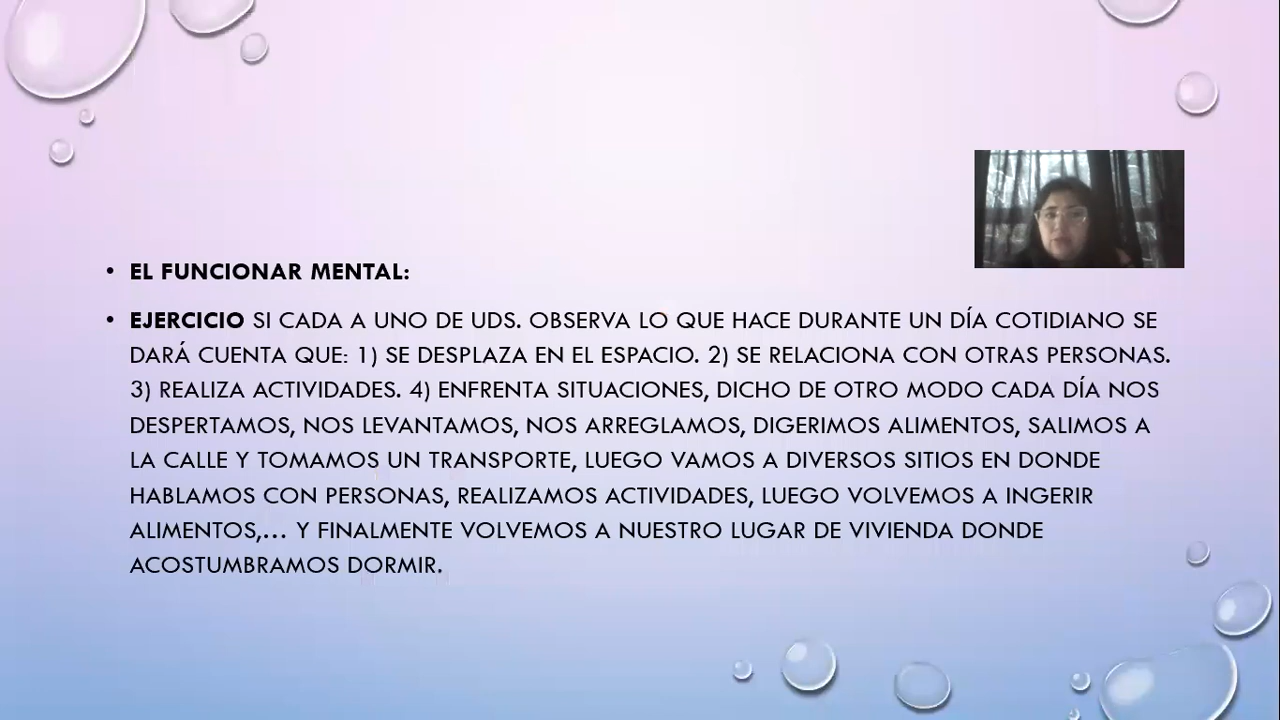 • EL FUNCIONAR MENTAL:
• EJERCICIO SI CADA A UNO DE UDS. OBSERVA LO QUE HACE DURANTE UN DÍA COTIDIANO SE
DARÁ CUENTA QUE: 1) SE DESPLAZA EN EL ESPACIO. 2) SE RELACIONA CON OTRAS PERSONAS.
3) REALIZA ACTIVIDADES. 4) ENFRENTA SITUACIONES, DICHO DE OTRO MODO CADA DÍA NOS
DESPERTAMOS, NOS LEVANTAMOS, NOS ARREGLAMOS, DIGERIMOS ALIMENTOS, SALIMOS A
LA CALLE Y TOMAMOS UN TRANSPORTE, LUEGO VAMOS A DIVERSOS SITIOS EN DONDE
HABLAMOS CON PERSONAS, REALIZAMOS ACTIVIDADES, LUEGO VOLVEMOS A INGERIR
ALIMENTOS,… Y FINALMENTE VOLVEMOS A NUESTRO LUGAR DE VIVIENDA DONDE
ACOSTUMBRAMOS DORMIR.